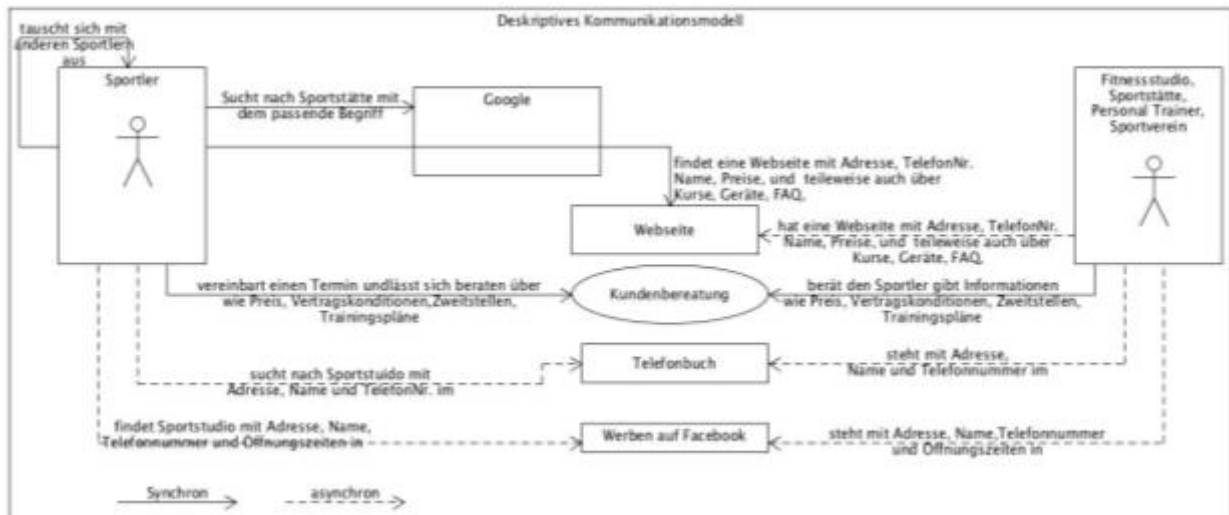 Deskriptives Kommunikationsmodell
tauscht sich mit
anderen Sportlern
aus
Sportler
Sucht nach Sportstätte mit
dem passende Begriff
Google
Fitnessstudio,
Sportstätte,
Personal Trainer,
Sportverein
findet eine Webseite mit Adresse, TelefonNr.
Name, Preise, und teileweise auch über
Kurse, Geräte, FAQ,
Webseite
hat eine Webseite mit Adresse, TelefonNr.
Name, Preise, und teileweise auch über
Kurse, Geräte, FAQ,
vereinbart einen Termin undlässt sich beraten über
wie Preis, Vertragskonditionen,Zweitstellen,
Trainingspläne
Kundenbereatung
berät den Sportler gibt Informationen
wie Preis, Vertragskonditionen, Zweitstellen,
Trainingspläne
sucht nach Sportstuido mit
Adresse, Name und TelefonNr. im
Telefonbuch
steht mit Adresse,
Name und Telefonnummer im
findet Sportstudio mit Adresse, Name,
Telefonnummer und Öffnungszeiten in
Werben auf Facebook
steht mit Adresse, Name,Telefonnummer
und Öffnungszeiten in
Synchron
asynchron